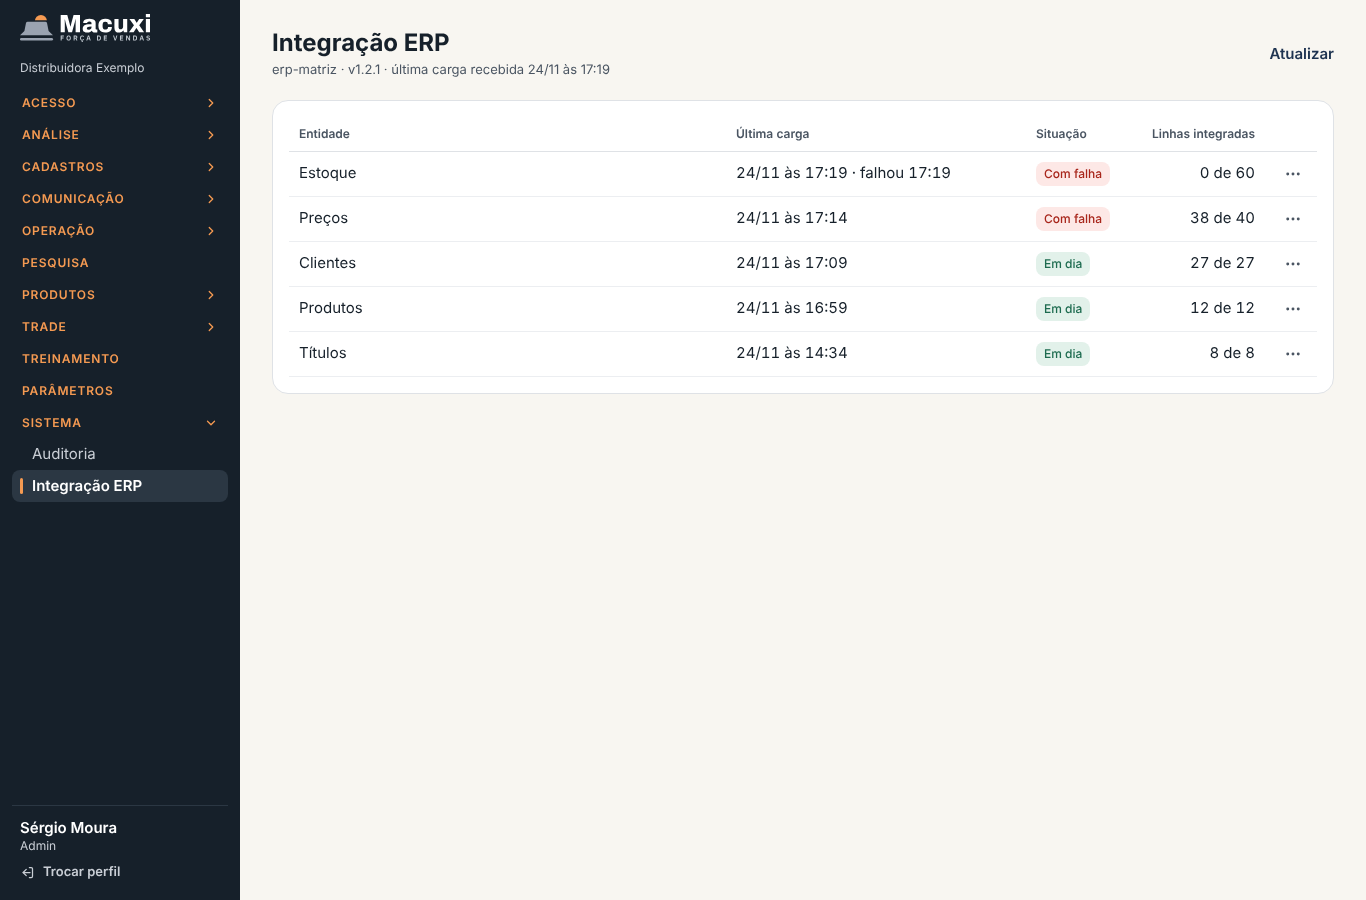 Macuxi
FORÇA DE VENDAS
Distribuidora Exemplo
ACESSO
ANÁLISE
CADASTROS
COMUNICAÇÃO
OPERAÇÃO
PESQUISA
PRODUTOS
TRADE
TREINAMENTO
PARÂMETROS
SISTEMA
Auditoria
Integração ERP
Sérgio Moura
Admin
Trocar perfil
Integração ERP
erp-matriz · v1.2.1 · última carga recebida 24/11 às 17:19
Atualizar
Entidade Última carga Situação Linhas integradas
Estoque 24/11 às 17:19 · falhou 17:19 Com falha 0 de 60
Preços 24/11 às 17:14 Com falha 38 de 40
Clientes 24/11 às 17:09 Em dia 27 de 27
Produtos 24/11 às 16:59 Em dia 12 de 12
Títulos 24/11 às 14:34 Em dia 8 de 8